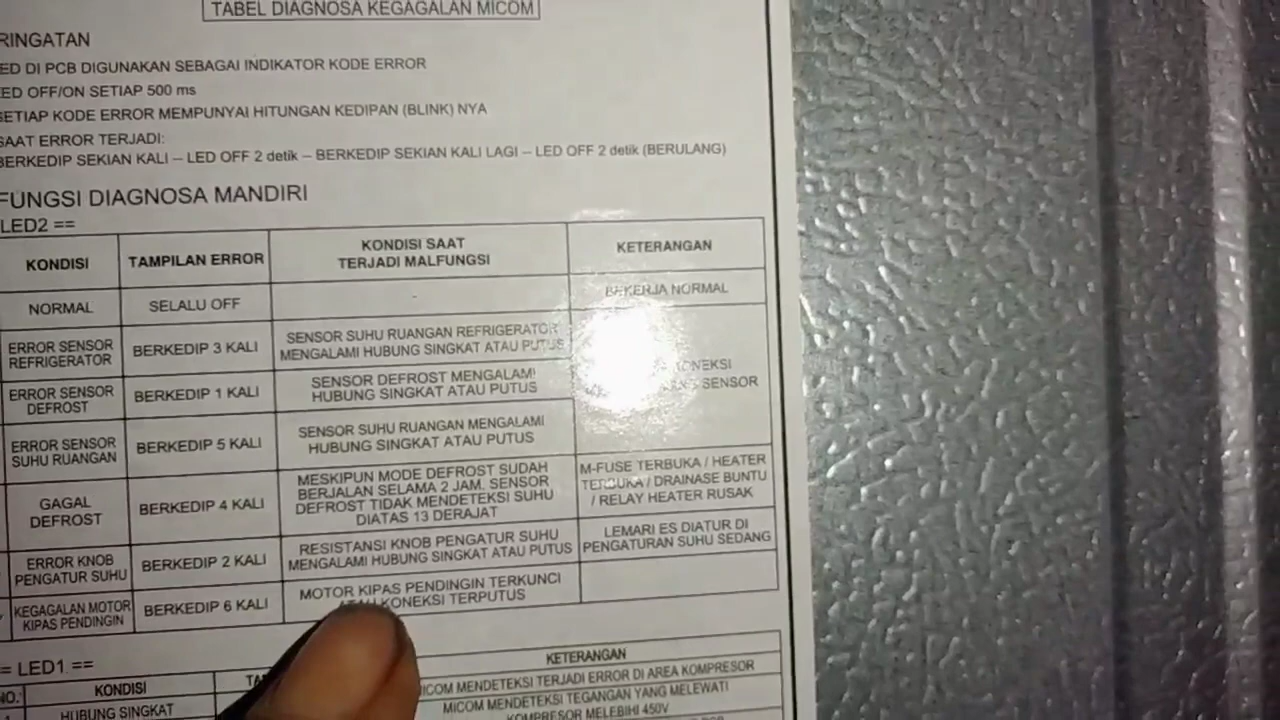 TABEL DIAGNOSA KEGAGALAN MICOM
RINGATAN
ED DI PCB DIGUNAKAN SEBAGAI INDIKATOR KODE ERROR
ED OFF/ON SETIAP 500 ms
SETIAP KODE ERROR MEMPUNYAI HITUNGAN KEDIPAN (BLINK) NYA
SAAT ERROR TERJADI:
BERKEDIP SEKIAN KALI – LED OFF 2 detik – BERKEDIP SEKIAN KALI LAGI – LED OFF 2 detik (BERULANG)
FUNGSI DIAGNOSA MANDIRI
LED2 ==
KONDISI
TAMPILAN ERROR
KONDISI SAAT
TERJADI MALFUNGSI
KETERANGAN
NORMAL
SELALU OFF
-
BEKERJA NORMAL
ERROR SENSOR
REFRIGERATOR
BERKEDIP 3 KALI
SENSOR SUHU RUANGAN REFRIGERATOR
MENGALAMI HUBUNG SINGKAT ATAU PUTUS
ONEKSI
SENSOR
ERROR SENSOR
DEFROST
BERKEDIP 1 KALI
SENSOR DEFROST MENGALAMI
HUBUNG SINGKAT ATAU PUTUS
ERROR SENSOR
SUHU RUANGAN
BERKEDIP 5 KALI
SENSOR SUHU RUANGAN MENGALAMI
HUBUNG SINGKAT ATAU PUTUS
GAGAL
DEFROST
BERKEDIP 4 KALI
MESKIPUN MODE DEFROST SUDAH
BERJALAN SELAMA 2 JAM. SENSOR
DEFROST TIDAK MENDETEKSI SUHU
DIATAS 13 DERAJAT
M-FUSE TERBUKA / HEATER
TERBUKA / DRAINASE BUNTU
/ RELAY HEATER RUSAK
ERROR KNOB
PENGATUR SUHU
BERKEDIP 2 KALI
RESISTANSI KNOB PENGATUR SUHU
MENGALAMI HUBUNG SINGKAT ATAU PUTUS
LEMARI ES DIATUR DI
PENGATURAN SUHU SEDANG
KEGAGALAN MOTOR
KIPAS PENDINGIN
BERKEDIP 6 KALI
MOTOR KIPAS PENDINGIN TERKUNCI
ATAU KONEKSI TERPUTUS
= LED1 ==
NO.
KONDISI
TA
KETERANGAN
HUBUNG SINGKAT
MICOM MENDETEKSI TERJADI ERROR DI AREA KOMPRESOR
MICOM MENDETEKSI TEGANGAN YANG MELEWATI
KOMPRESOR MELEBIHI 450V